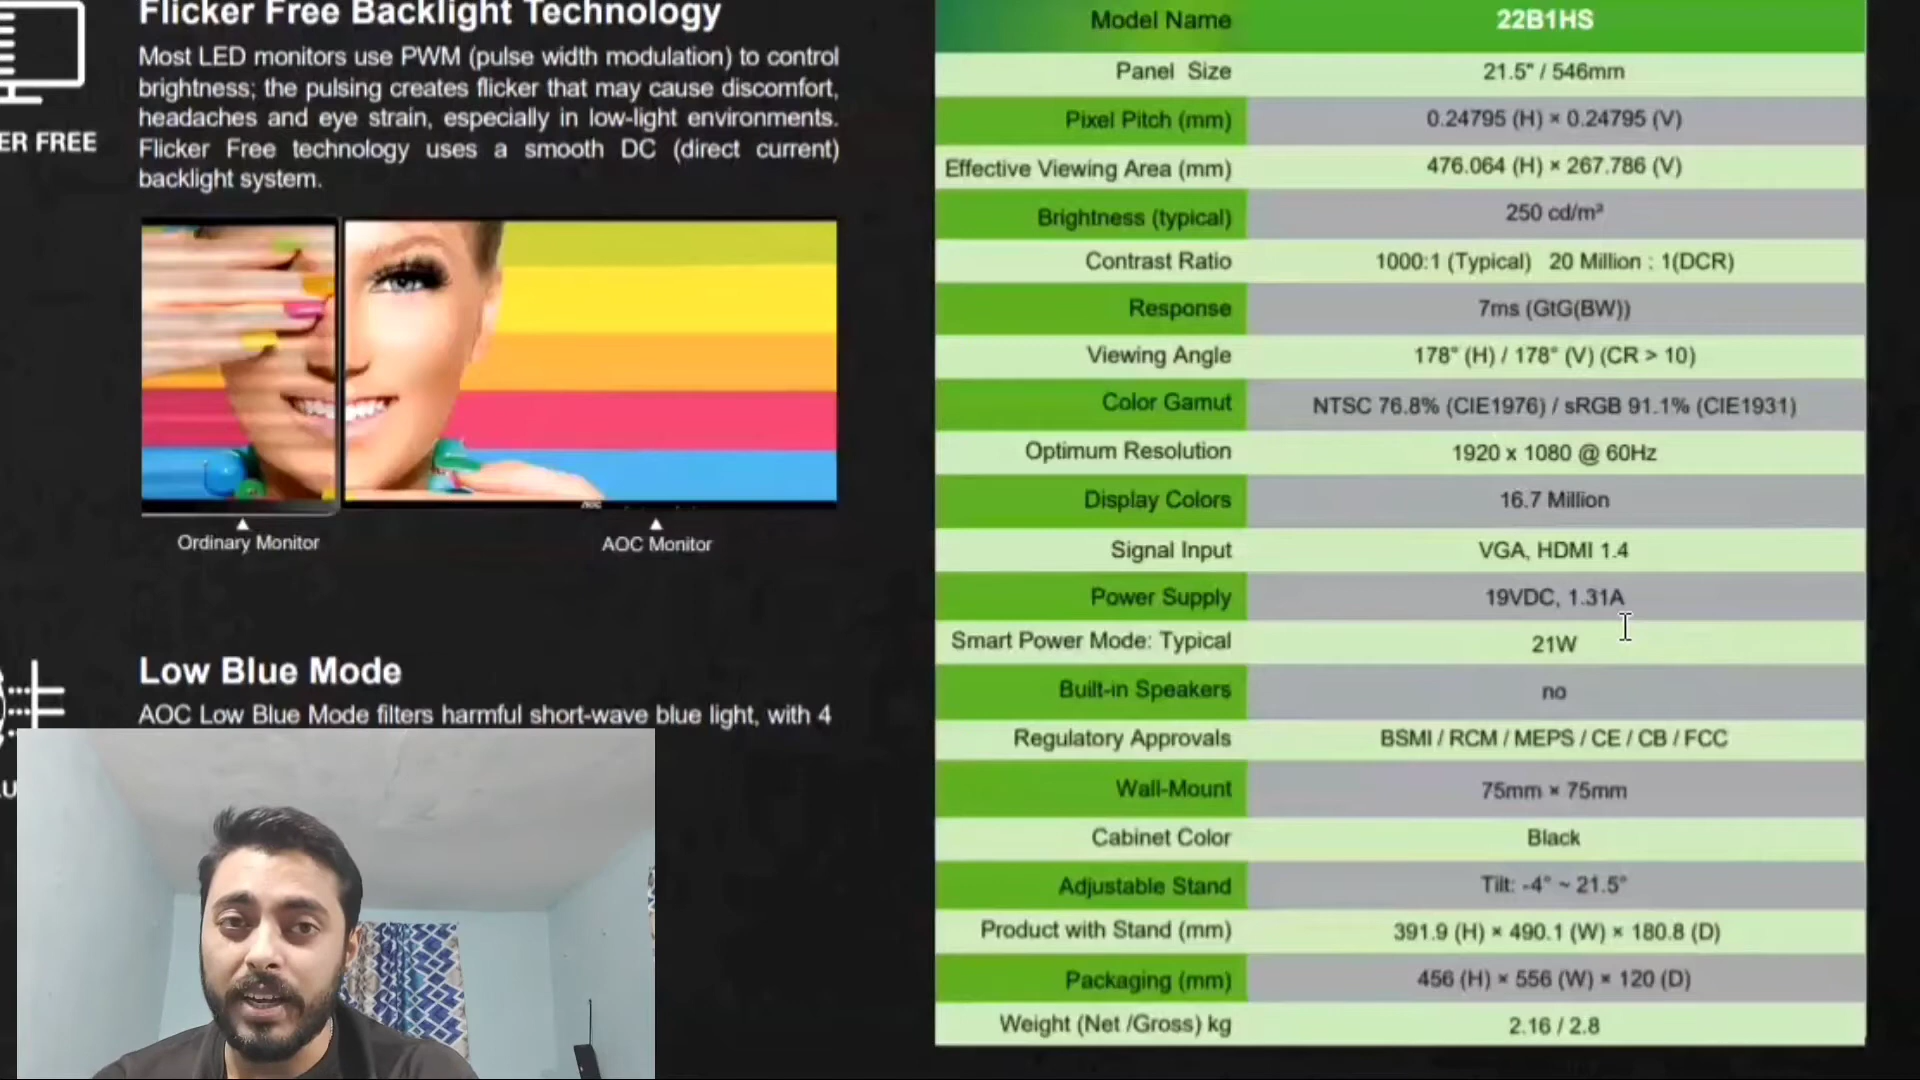 Flicker Free Backlight Technology
Most LED monitors use PWM (pulse width modulation) to control
brightness; the pulsing creates flicker that may cause discomfort,
headaches and eye strain, especially in low-light environments.
Flicker Free technology uses a smooth DC (direct current)
backlight system.
ER FREE
Ordinary Monitor
AOC Monitor
Low Blue Mode
AOC Low Blue Mode filters harmful short-wave blue light, with 4
Model Name 22B1HS
Panel Size 21.5" / 546mm
Pixel Pitch (mm) 0.24795 (H) × 0.24795 (V)
Effective Viewing Area (mm) 476.064 (H) × 267.786 (V)
Brightness (typical) 250 cd/m²
Contrast Ratio 1000:1 (Typical) 20 Million : 1(DCR)
Response 7ms (GtG(BW))
Viewing Angle 178° (H) / 178° (V) (CR > 10)
Color Gamut NTSC 76.8% (CIE1976) / sRGB 91.1% (CIE1931)
Optimum Resolution 1920 x 1080 @ 60Hz
Display Colors 16.7 Million
Signal Input VGA, HDMI 1.4
Power Supply 19VDC, 1.31A
Smart Power Mode: Typical 21W
Built-in Speakers no
Regulatory Approvals BSMI / RCM / MEPS / CE / CB / FCC
Wall-Mount 75mm × 75mm
Cabinet Color Black
Adjustable Stand Tilt: -4° ~ 21.5°
Product with Stand (mm) 391.9 (H) × 490.1 (W) × 180.8 (D)
Packaging (mm) 456 (H) × 556 (W) × 120 (D)
Weight (Net /Gross) kg 2.16 / 2.8